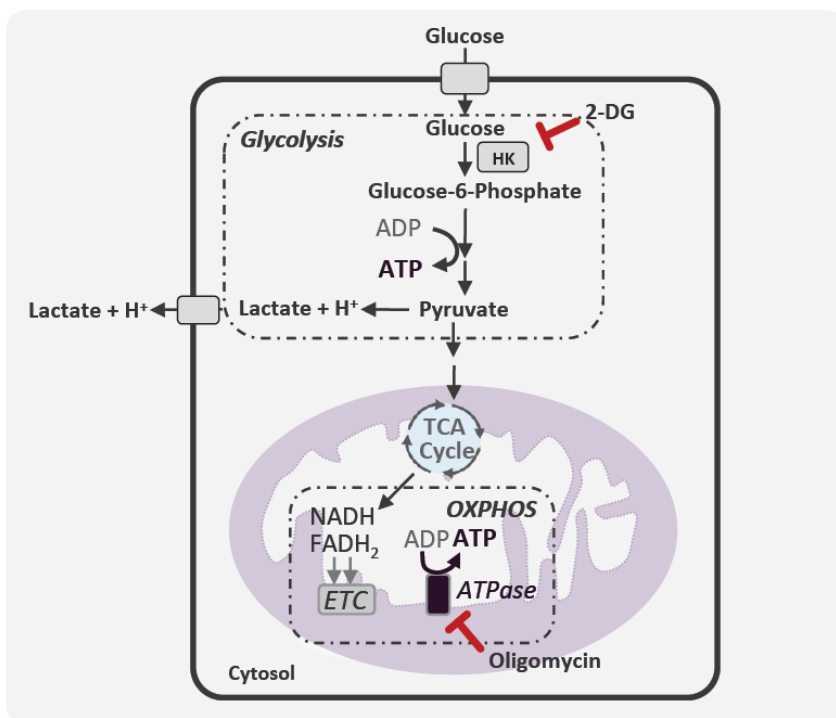 Glucose
2-DG
Glucose
Glycolysis
HK
Glucose-6-Phosphate
ADP
ATP
Lactate + H⁺
Lactate + H⁺
Pyruvate
TCA
Cycle
OXPHOS
NADH
FADH₂
ADP ATP
ETC
ATPase
Oligomycin
Cytosol